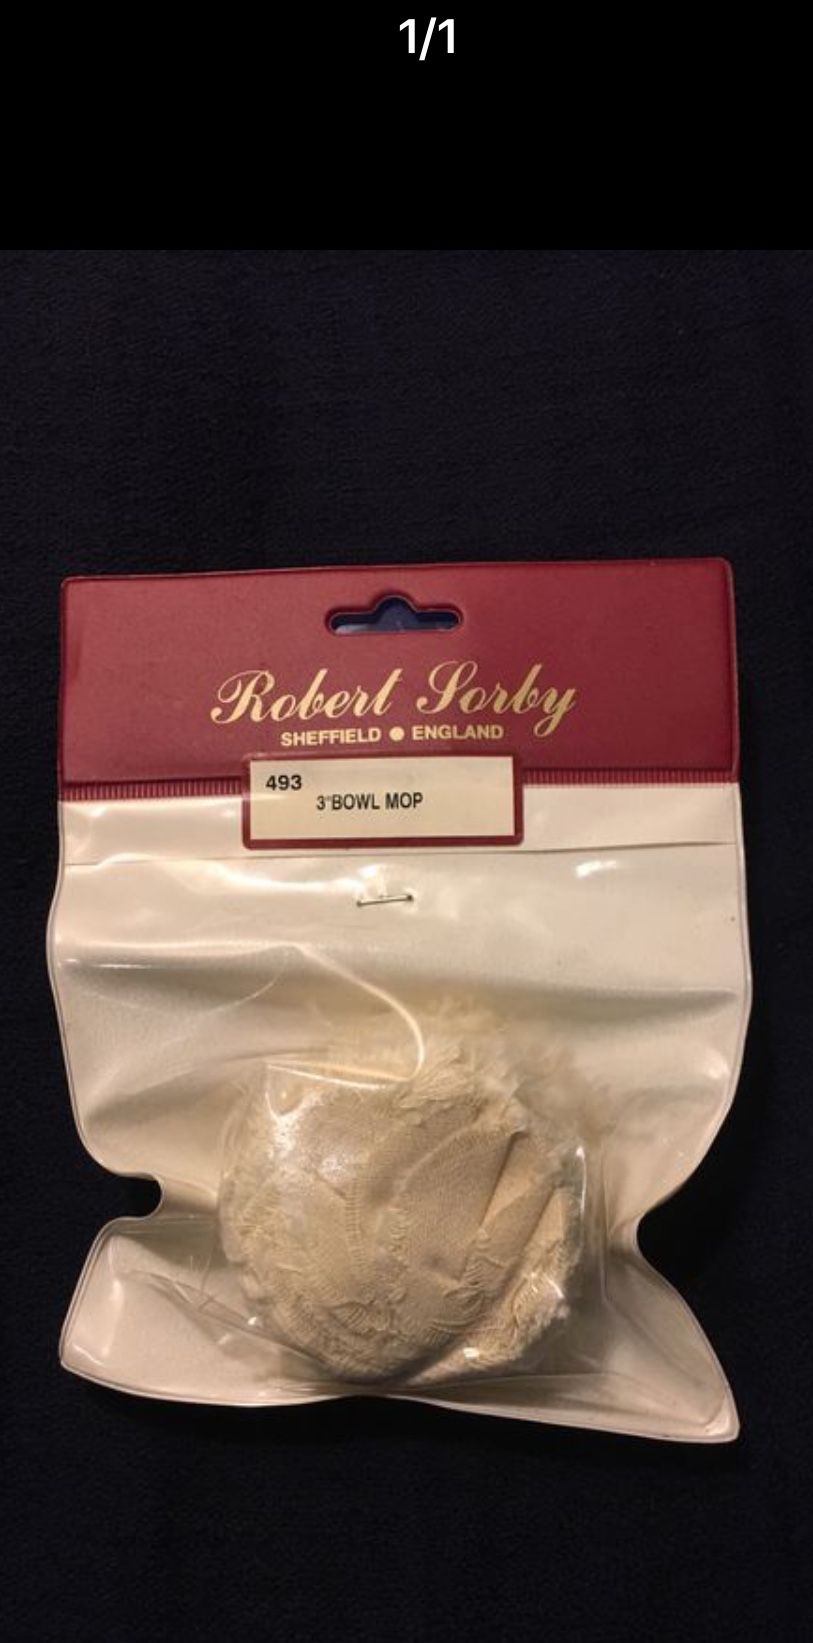 1/1
Robert Sorby
SHEFFIELD ● ENGLAND
493
3"BOWL MOP